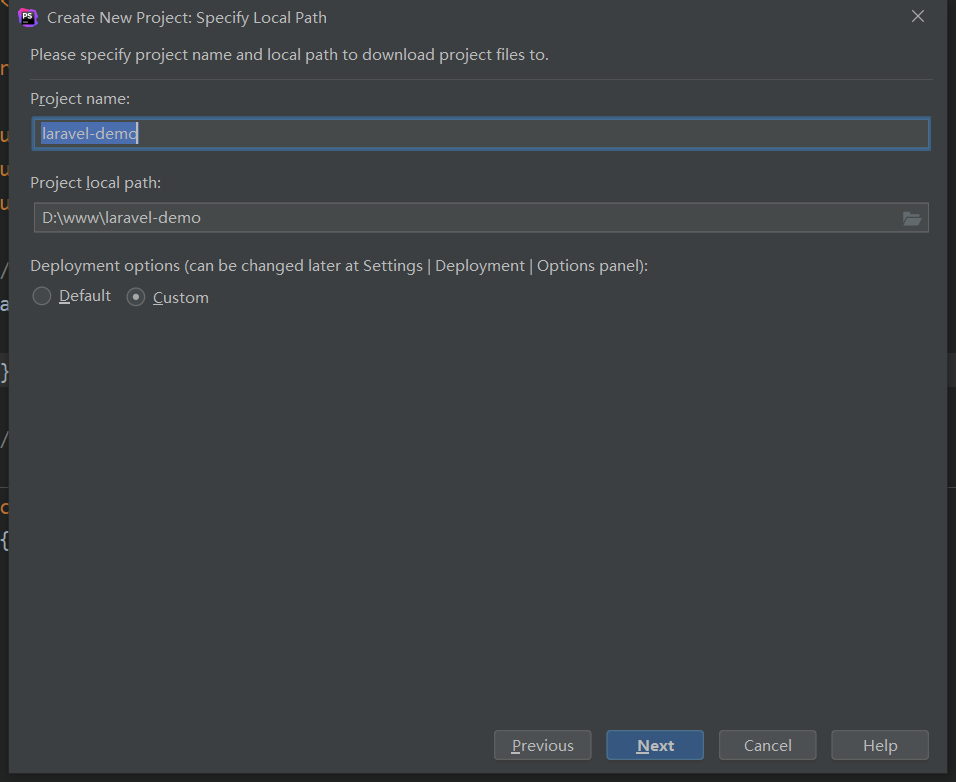 PS Create New Project: Specify Local Path
Please specify project name and local path to download project files to.
Project name:
laravel-demo
Project local path:
D:\www\laravel-demo
Deployment options (can be changed later at Settings | Deployment | Options panel):
Default Custom
Previous Next Cancel Help